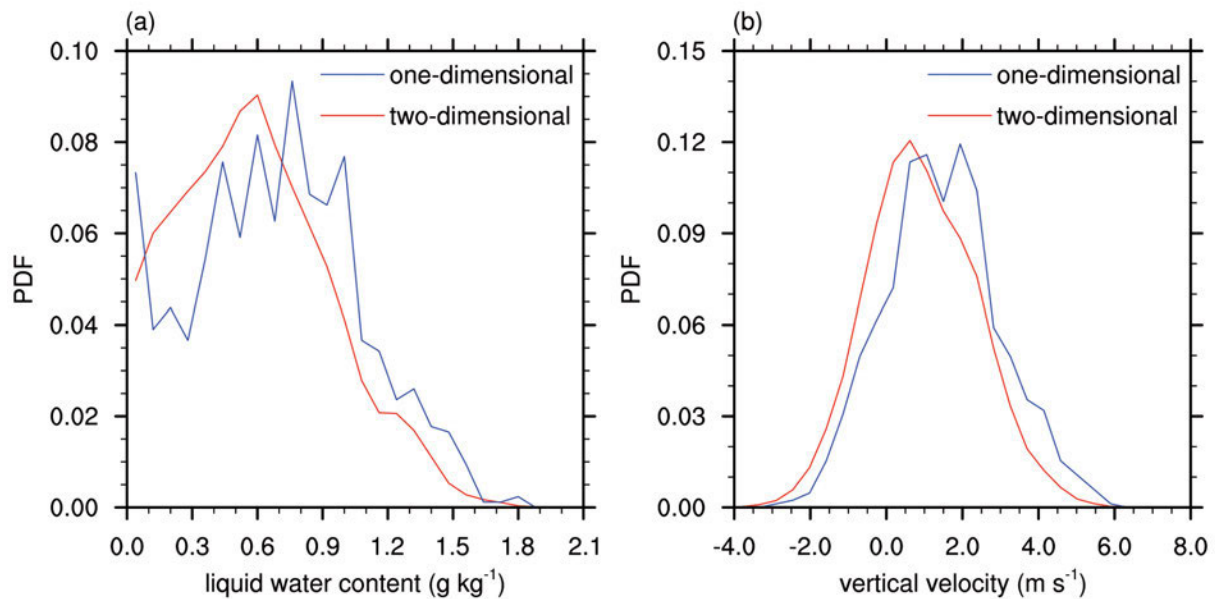 (a)
0.10
0.08
0.06
0.04
0.02
0.00
PDF
one-dimensional
two-dimensional
0.0 0.3 0.6 0.9 1.2 1.5 1.8 2.1
liquid water content (g kg⁻¹)
(b)
0.15
0.12
0.09
0.06
0.03
0.00
PDF
one-dimensional
two-dimensional
-4.0 -2.0 0.0 2.0 4.0 6.0 8.0
vertical velocity (m s⁻¹)